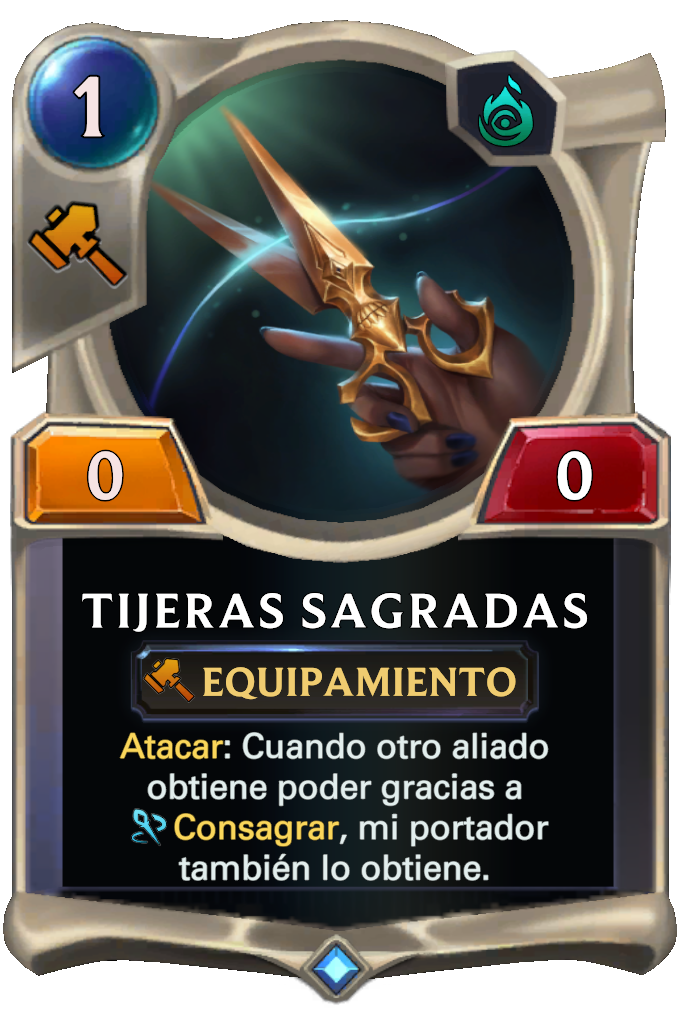 1
0
0
TIJERAS SAGRADAS
EQUIPAMIENTO
Atacar: Cuando otro aliado
obtiene poder gracias a
Consagrar, mi portador
también lo obtiene.